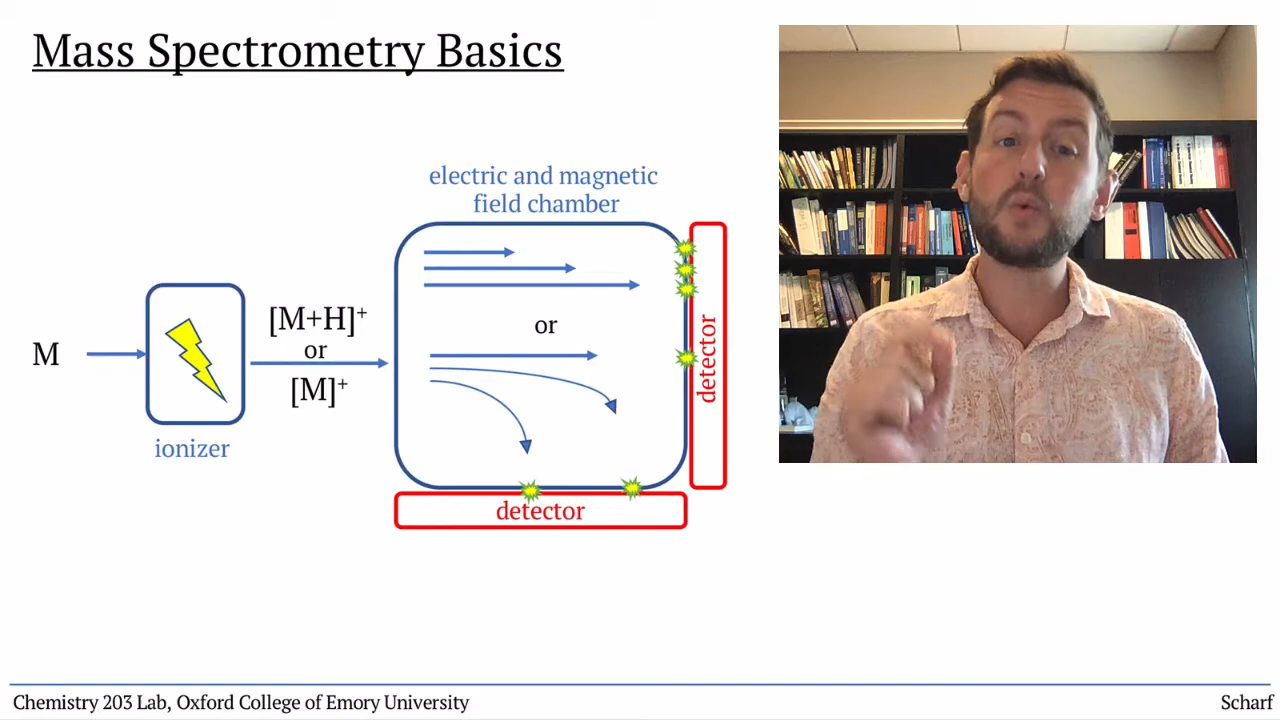 Mass Spectrometry Basics
electric and magnetic
field chamber
M
[M+H]⁺
or
[M]⁺
ionizer
or
detector
detector
Chemistry 203 Lab, Oxford College of Emory University
Scharf